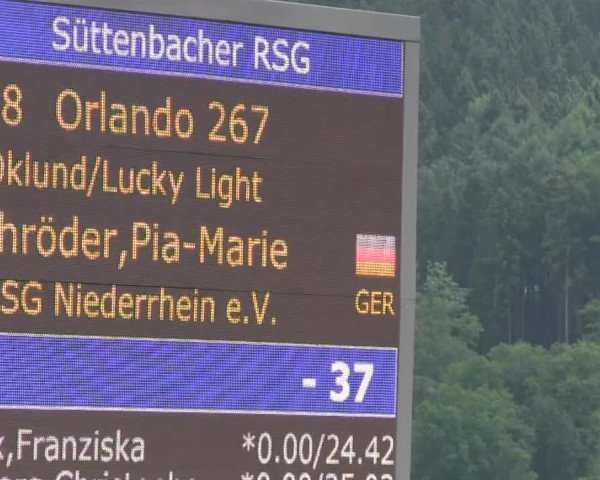 Süttenbacher RSG
8 Orlando 267
Oklund/Lucky Light
hröder,Pia-Marie
SG Niederrhein e.V. GER
- 37
,Franziska *0.00/24.42